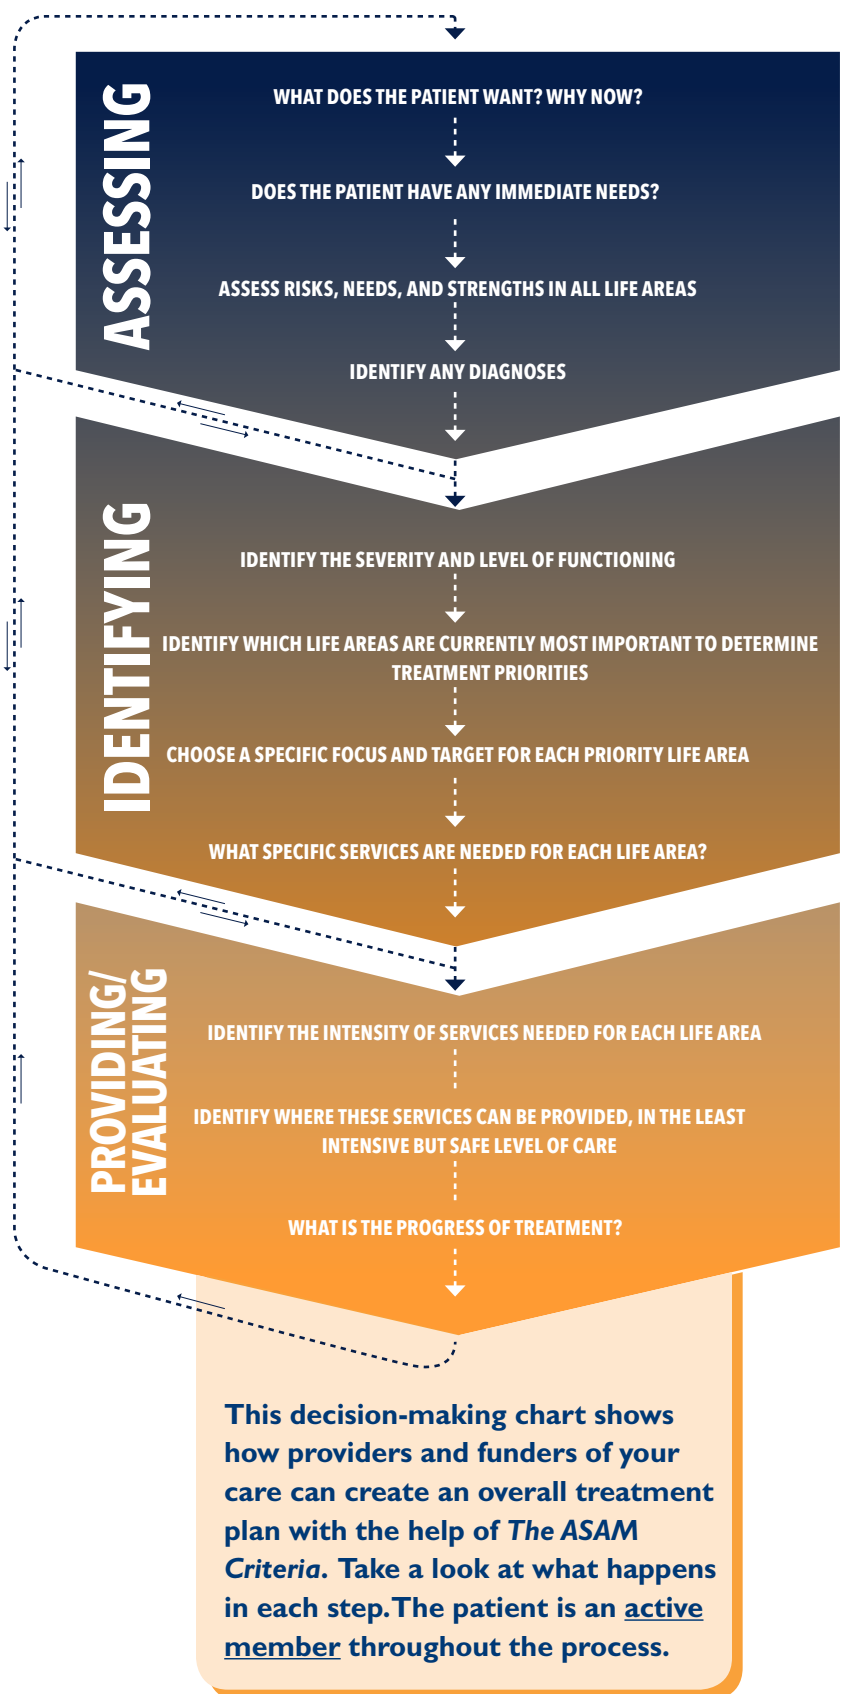 ASSESSING
WHAT DOES THE PATIENT WANT? WHY NOW?
DOES THE PATIENT HAVE ANY IMMEDIATE NEEDS?
ASSESS RISKS, NEEDS, AND STRENGTHS IN ALL LIFE AREAS
IDENTIFY ANY DIAGNOSES
IDENTIFYING
IDENTIFY THE SEVERITY AND LEVEL OF FUNCTIONING
IDENTIFY WHICH LIFE AREAS ARE CURRENTLY MOST IMPORTANT TO DETERMINE
TREATMENT PRIORITIES
CHOOSE A SPECIFIC FOCUS AND TARGET FOR EACH PRIORITY LIFE AREA
WHAT SPECIFIC SERVICES ARE NEEDED FOR EACH LIFE AREA?
PROVIDING/
EVALUATING
IDENTIFY THE INTENSITY OF SERVICES NEEDED FOR EACH LIFE AREA
IDENTIFY WHERE THESE SERVICES CAN BE PROVIDED, IN THE LEAST
INTENSIVE BUT SAFE LEVEL OF CARE
WHAT IS THE PROGRESS OF TREATMENT?
This decision-making chart shows
how providers and funders of your
care can create an overall treatment
plan with the help of The ASAM
Criteria. Take a look at what happens
in each step. The patient is an active
member throughout the process.